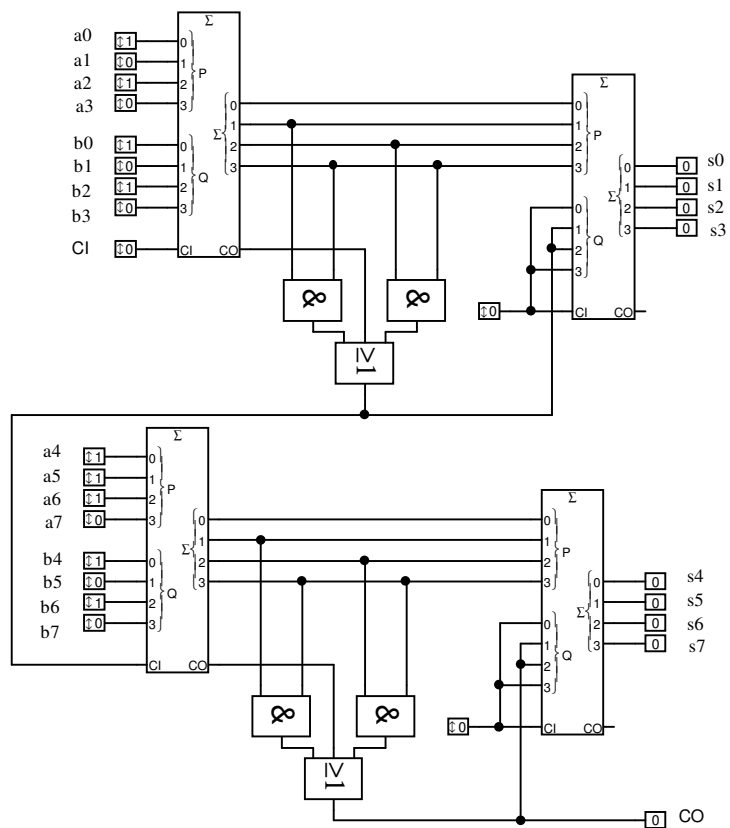 Σ
a0 ↕1 0
a1 ↕0 1 P
a2 ↕1 2
a3 ↕0 3
Σ 0 1 2 3
b0 ↕1 0
b1 ↕0 1 Q
b2 ↕1 2
b3 ↕0 3
CI ↕0 CI CO
Σ
0 1 2 3 P
0 1 2 3 Q
Σ 0 1 2 3
0 s0
0 s1
0 s2
0 s3
& &
≥1
↕0 CI CO
Σ
a4 ↕1 0
a5 ↕1 1 P
a6 ↕1 2
a7 ↕0 3
Σ 0 1 2 3
b4 ↕1 0
b5 ↕0 1 Q
b6 ↕1 2
b7 ↕0 3
CI CO
Σ
0 1 2 3 P
0 1 2 3 Q
Σ 0 1 2 3
0 s4
0 s5
0 s6
0 s7
& &
≥1
↕0 CI CO
0 CO